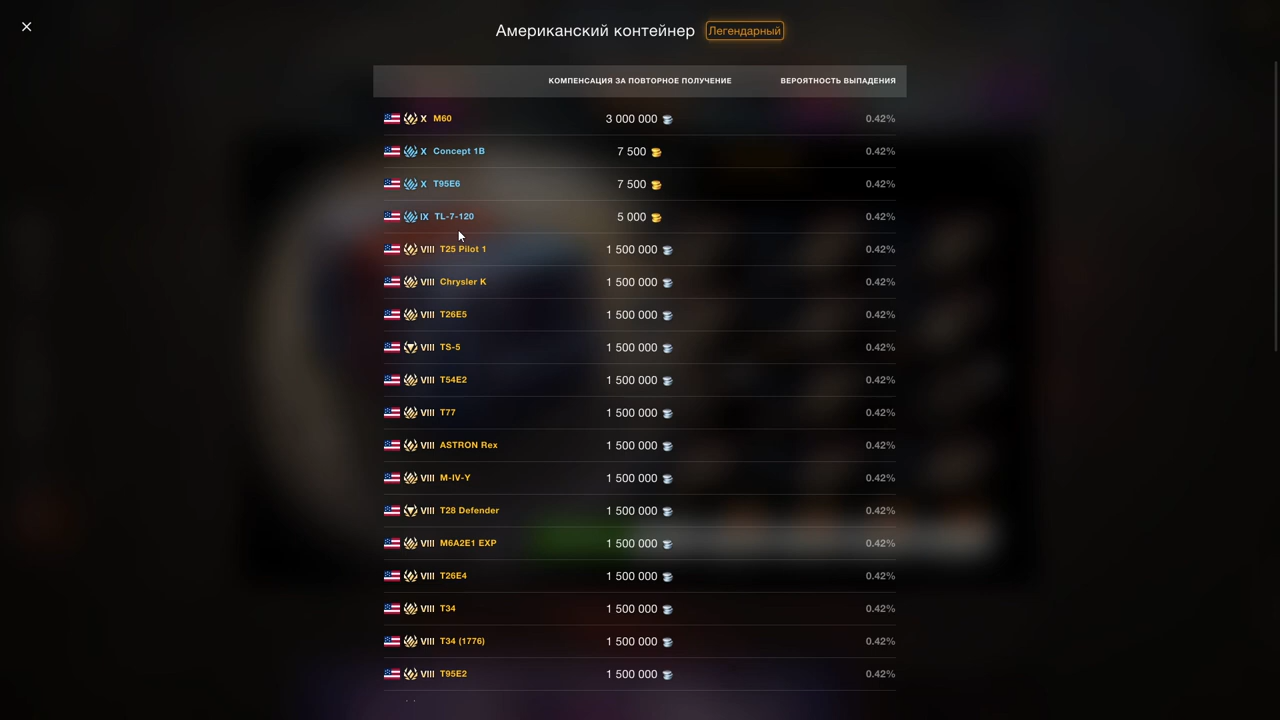 Американский контейнер Легендарный
КОМПЕНСАЦИЯ ЗА ПОВТОРНОЕ ПОЛУЧЕНИЕ ВЕРОЯТНОСТЬ ВЫПАДЕНИЯ
X M60 3 000 000 0.42%
X Concept 1B 7 500 0.42%
X T95E6 7 500 0.42%
IX TL-7-120 5 000 0.42%
VIII T25 Pilot 1 1 500 000 0.42%
VIII Chrysler K 1 500 000 0.42%
VIII T26E5 1 500 000 0.42%
VIII TS-5 1 500 000 0.42%
VIII T54E2 1 500 000 0.42%
VIII T77 1 500 000 0.42%
VIII ASTRON Rex 1 500 000 0.42%
VIII M-IV-Y 1 500 000 0.42%
VIII T28 Defender 1 500 000 0.42%
VIII M6A2E1 EXP 1 500 000 0.42%
VIII T26E4 1 500 000 0.42%
VIII T34 1 500 000 0.42%
VIII T34 (1776) 1 500 000 0.42%
VIII T95E2 1 500 000 0.42%